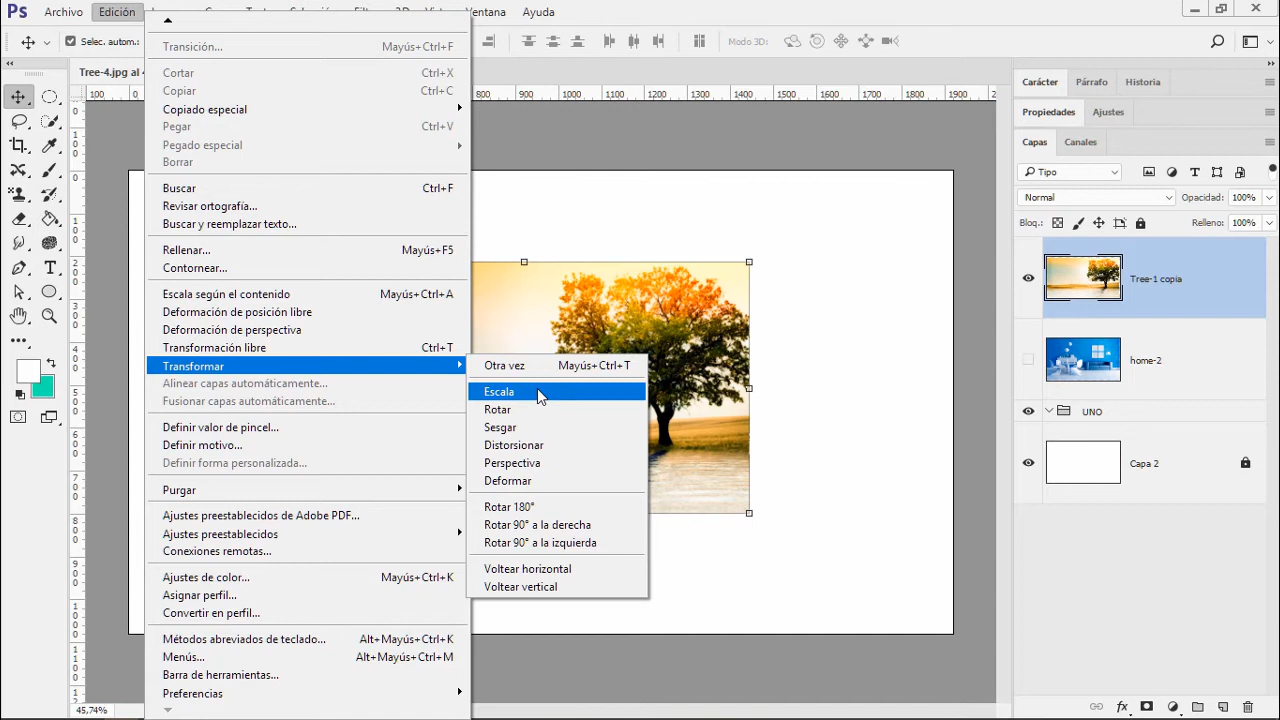 Ps Archivo Edición Ventana Ayuda
Selec. autom.: Modo 3D:
Tree-4.jpg al
100 0 800 900 1000 1100 1200 1300 1400 1500 1600 1700 1800 1900
Transición... Mayús+Ctrl+F
Cortar Ctrl+X
Copiar Ctrl+C
Copiado especial
Pegar Ctrl+V
Pegado especial
Borrar
Buscar Ctrl+F
Revisar ortografía...
Buscar y reemplazar texto...
Rellenar... Mayús+F5
Contornear...
Escala según el contenido Mayús+Ctrl+A
Deformación de posición libre
Deformación de perspectiva
Transformación libre Ctrl+T
Transformar
Alinear capas automáticamente...
Fusionar capas automáticamente...
Definir valor de pincel...
Definir motivo...
Definir forma personalizada...
Purgar
Ajustes preestablecidos de Adobe PDF...
Ajustes preestablecidos
Conexiones remotas...
Ajustes de color... Mayús+Ctrl+K
Asignar perfil...
Convertir en perfil...
Métodos abreviados de teclado... Alt+Mayús+Ctrl+K
Menús... Alt+Mayús+Ctrl+M
Barra de herramientas...
Preferencias
Otra vez Mayús+Ctrl+T
Escala
Rotar
Sesgar
Distorsionar
Perspectiva
Deformar
Rotar 180°
Rotar 90° a la derecha
Rotar 90° a la izquierda
Voltear horizontal
Voltear vertical
Carácter Párrafo Historia
Propiedades Ajustes
Capas Canales
Tipo
Normal Opacidad: 100%
Bloq.: Relleno: 100%
Tree-1 copia
home-2
UNO
Capa 2
45,74%